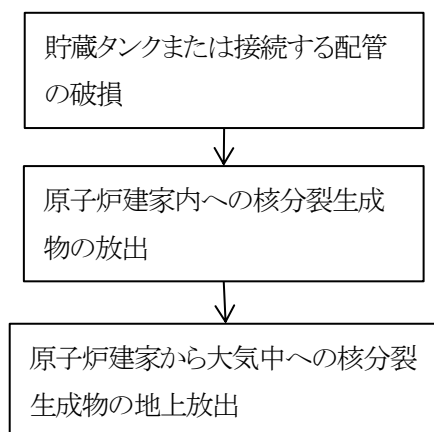 貯蔵タンクまたは接続する配管
の破損
原子炉建家内への核分裂生成
物の放出
原子炉建家から大気中への核分裂
生成物の地上放出